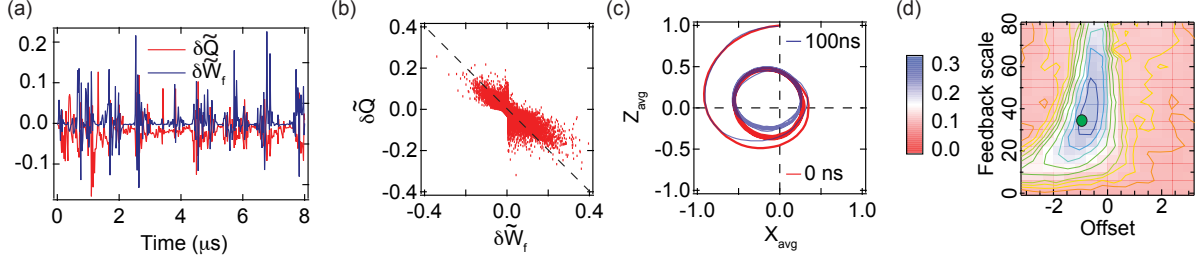 (a)
0.2
0.1
0.0
-0.1
0 2 4 6 8
Time (μs)
δQ̃
δW̃f
(b)
0.4
0.2
δQ̃
0.0
-0.2
-0.4
-0.4 0.0 0.4
δW̃f
(c)
1.0
0.5
Zavg
0.0
-0.5
-1.0
-1.0 0.0 1.0
Xavg
100ns
0 ns
0.3
0.2
0.1
0.0
(d)
Feedback scale
80
60
40
20
0
-2 0 2
Offset